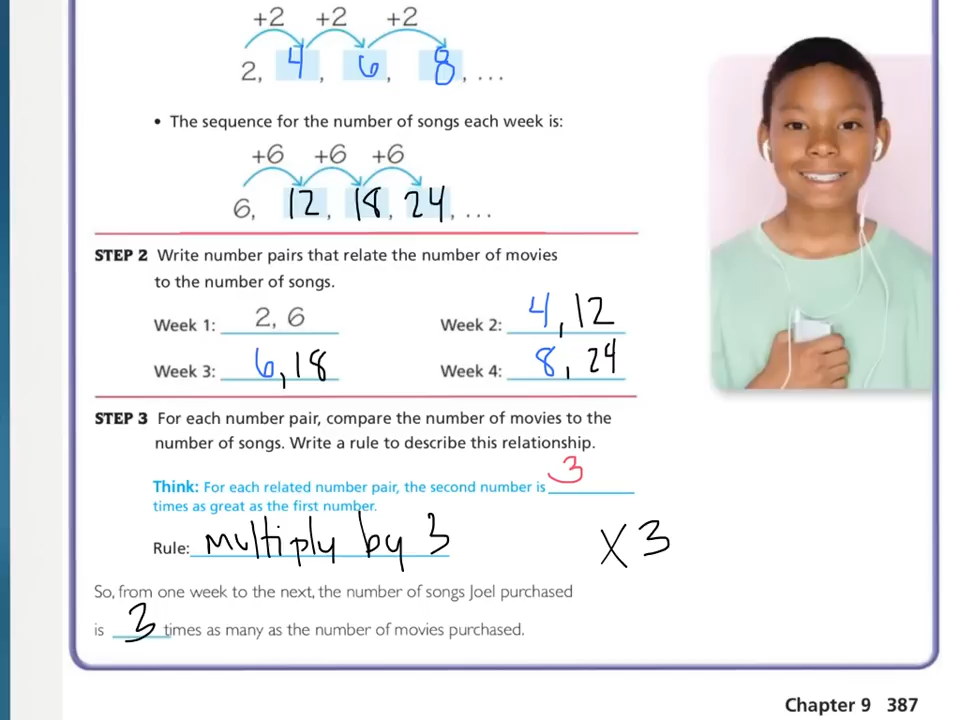 +2 +2 +2
2, 4, 6, 8, ...
• The sequence for the number of songs each week is:
+6 +6 +6
6, 12, 18, 24, ...
STEP 2 Write number pairs that relate the number of movies
to the number of songs.
Week 1: 2, 6 Week 2: 4, 12
Week 3: 6, 18 Week 4: 8, 24
STEP 3 For each number pair, compare the number of movies to the
number of songs. Write a rule to describe this relationship.
Think: For each related number pair, the second number is 3
times as great as the first number.
Rule: multiply by 3 x 3
So, from one week to the next, the number of songs Joel purchased
is 3 times as many as the number of movies purchased.
Chapter 9 387